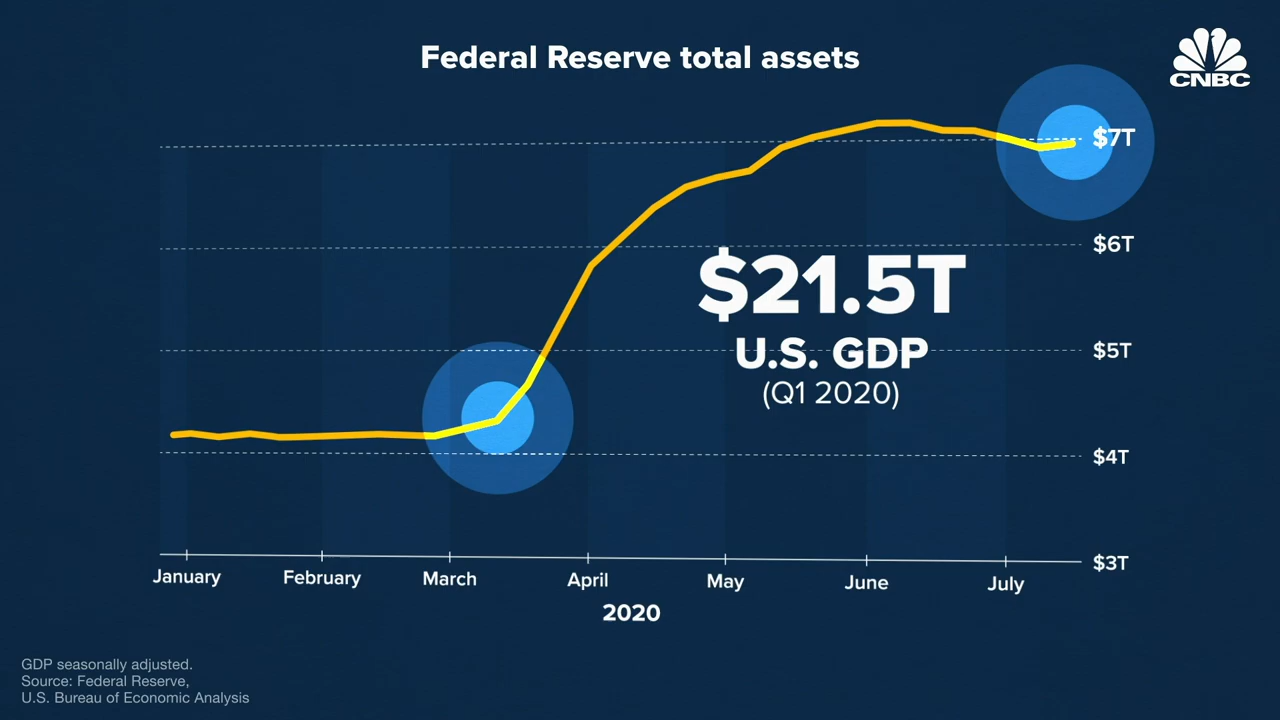 Federal Reserve total assets
CNBC
$7T
$6T
$21.5T
U.S. GDP
(Q1 2020)
$5T
$4T
$3T
January February March April May June July
2020
GDP seasonally adjusted.
Source: Federal Reserve,
U.S. Bureau of Economic Analysis